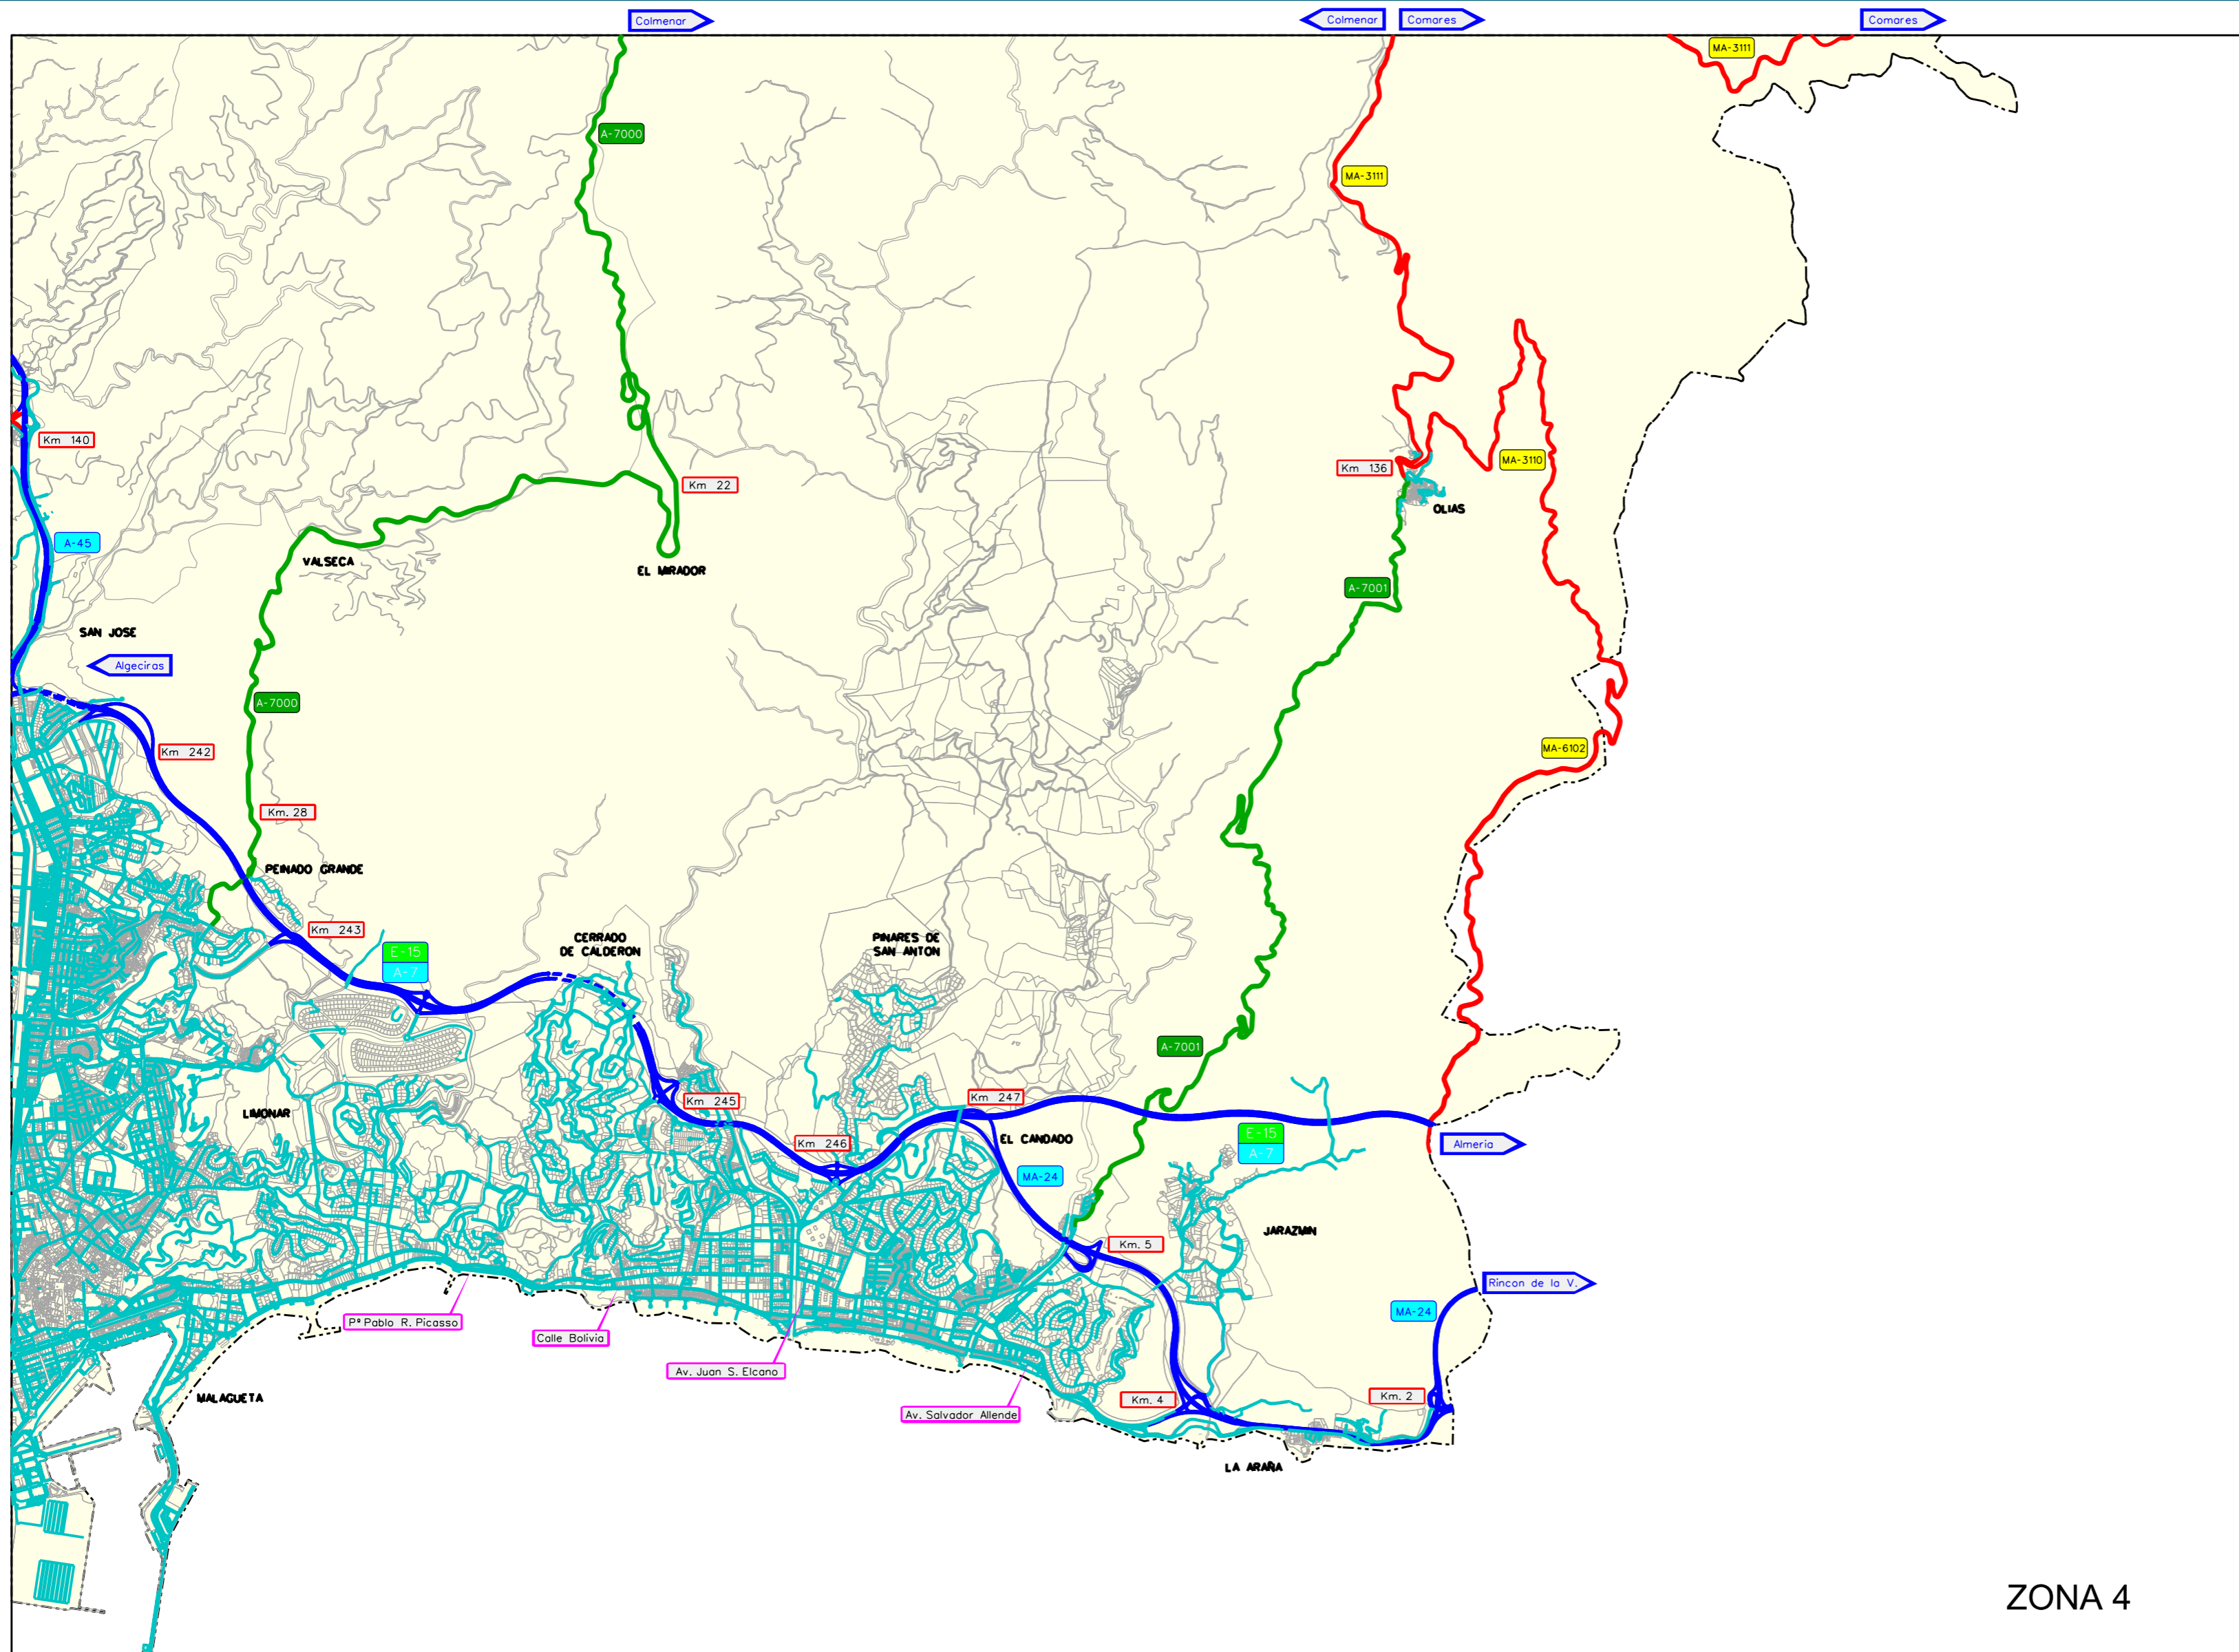 Colmenar
Colmenar
Comares
Comares
MA-3111
A-7000
MA-3111
Km 140
Km 136
MA-3110
Km 22
OLIAS
A-45
VALSECA
EL MIRADOR
A-7001
SAN JOSE
Algeciras
A-7000
Km 242
MA-6102
Km. 28
PEINADO GRANDE
Km 243
CERRADO
DE CALDERON
PINARES DE
SAN ANTON
E-15
A-7
A-7001
Km 245
Km 247
LIMONAR
Km 246
EL CANDADO
E-15
A-7
Almería
MA-24
JARAZMIN
Km. 5
Rincon de la V.
MA-24
Pº Pablo R. Picasso
Calle Bolivia
Av. Juan S. Elcano
MALAGUETA
Km. 4
Km. 2
Av. Salvador Allende
LA ARAÑA
ZONA 4